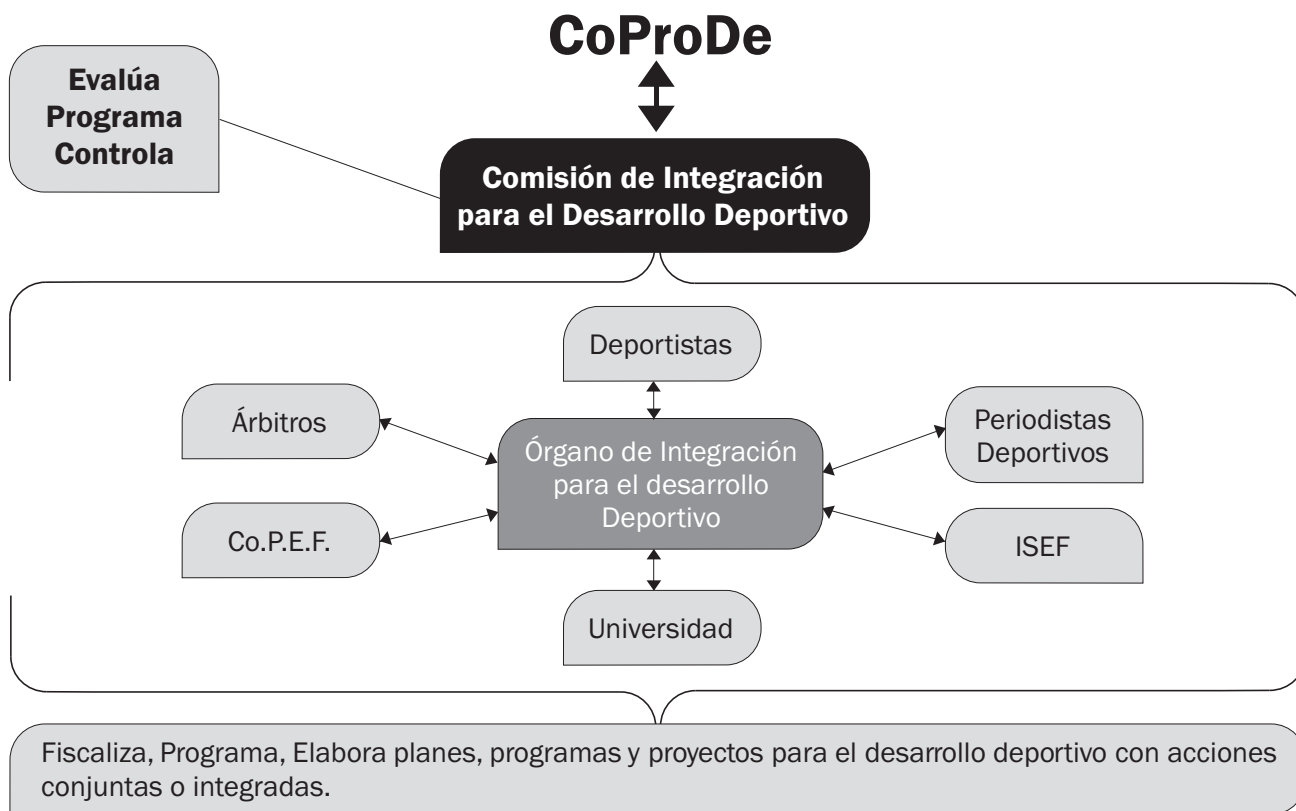 CoProDe
Evalúa
Programa
Controla
Comisión de Integración
para el Desarrollo Deportivo
Deportistas
Árbitros
Periodistas
Deportivos
Órgano de Integración
para el desarrollo
Deportivo
Co.P.E.F.
ISEF
Universidad
Fiscaliza, Programa, Elabora planes, programas y proyectos para el desarrollo deportivo con acciones
conjuntas o integradas.